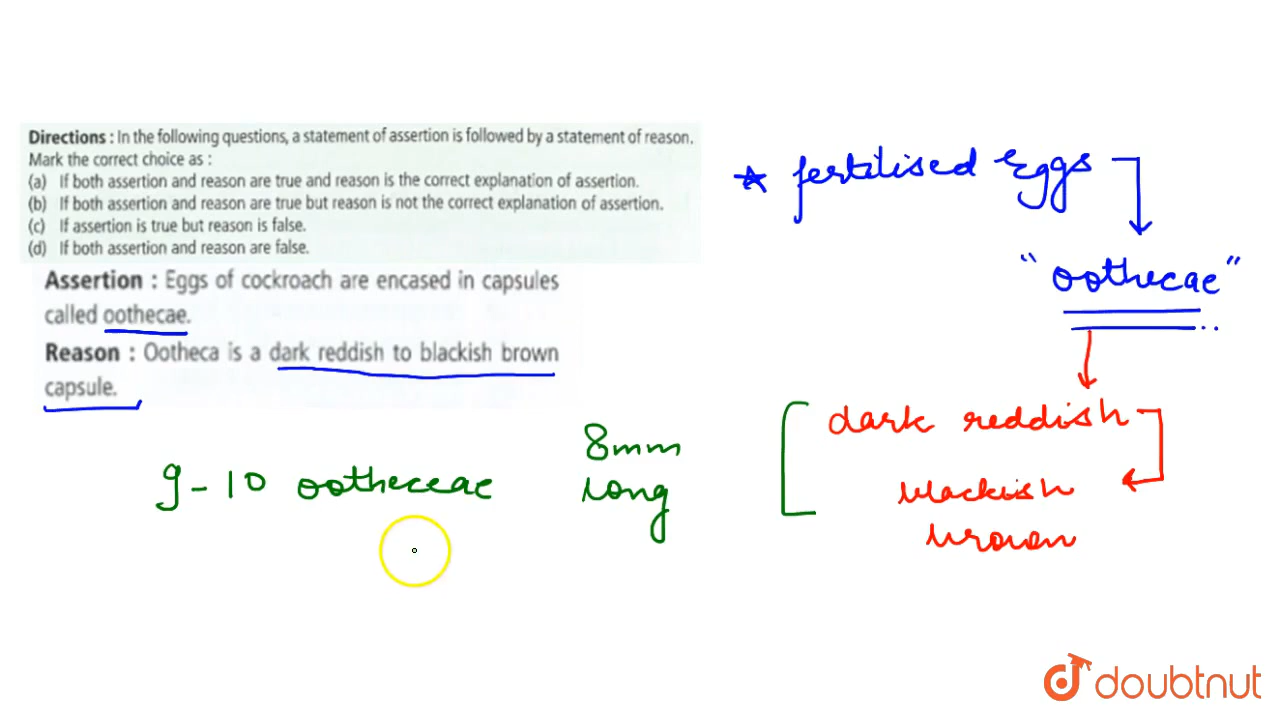 Directions : In the following questions, a statement of assertion is followed by a statement of reason.
Mark the correct choice as :
(a) If both assertion and reason are true and reason is the correct explanation of assertion.
(b) If both assertion and reason are true but reason is not the correct explanation of assertion.
(c) If assertion is true but reason is false.
(d) If both assertion and reason are false.
Assertion : Eggs of cockroach are encased in capsules
called oothecae.
Reason : Ootheca is a dark reddish to blackish brown
capsule.
9-10 ootheceae
8mm
long
* fertilised Eggs
"oothecae"
dark reddish
blackish
brown
doubtnut